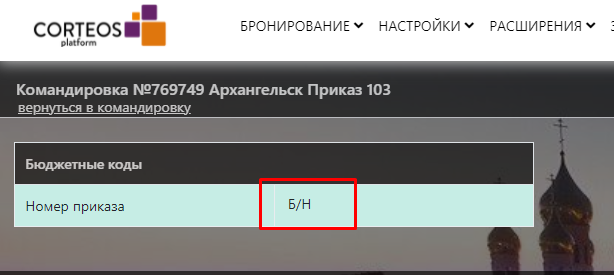 CORTEOS
platform
БРОНИРОВАНИЕ НАСТРОЙКИ РАСШИРЕНИЯ
Командировка №769749 Архангельск Приказ 103
вернуться в командировку
Бюджетные коды
Номер приказа Б/Н